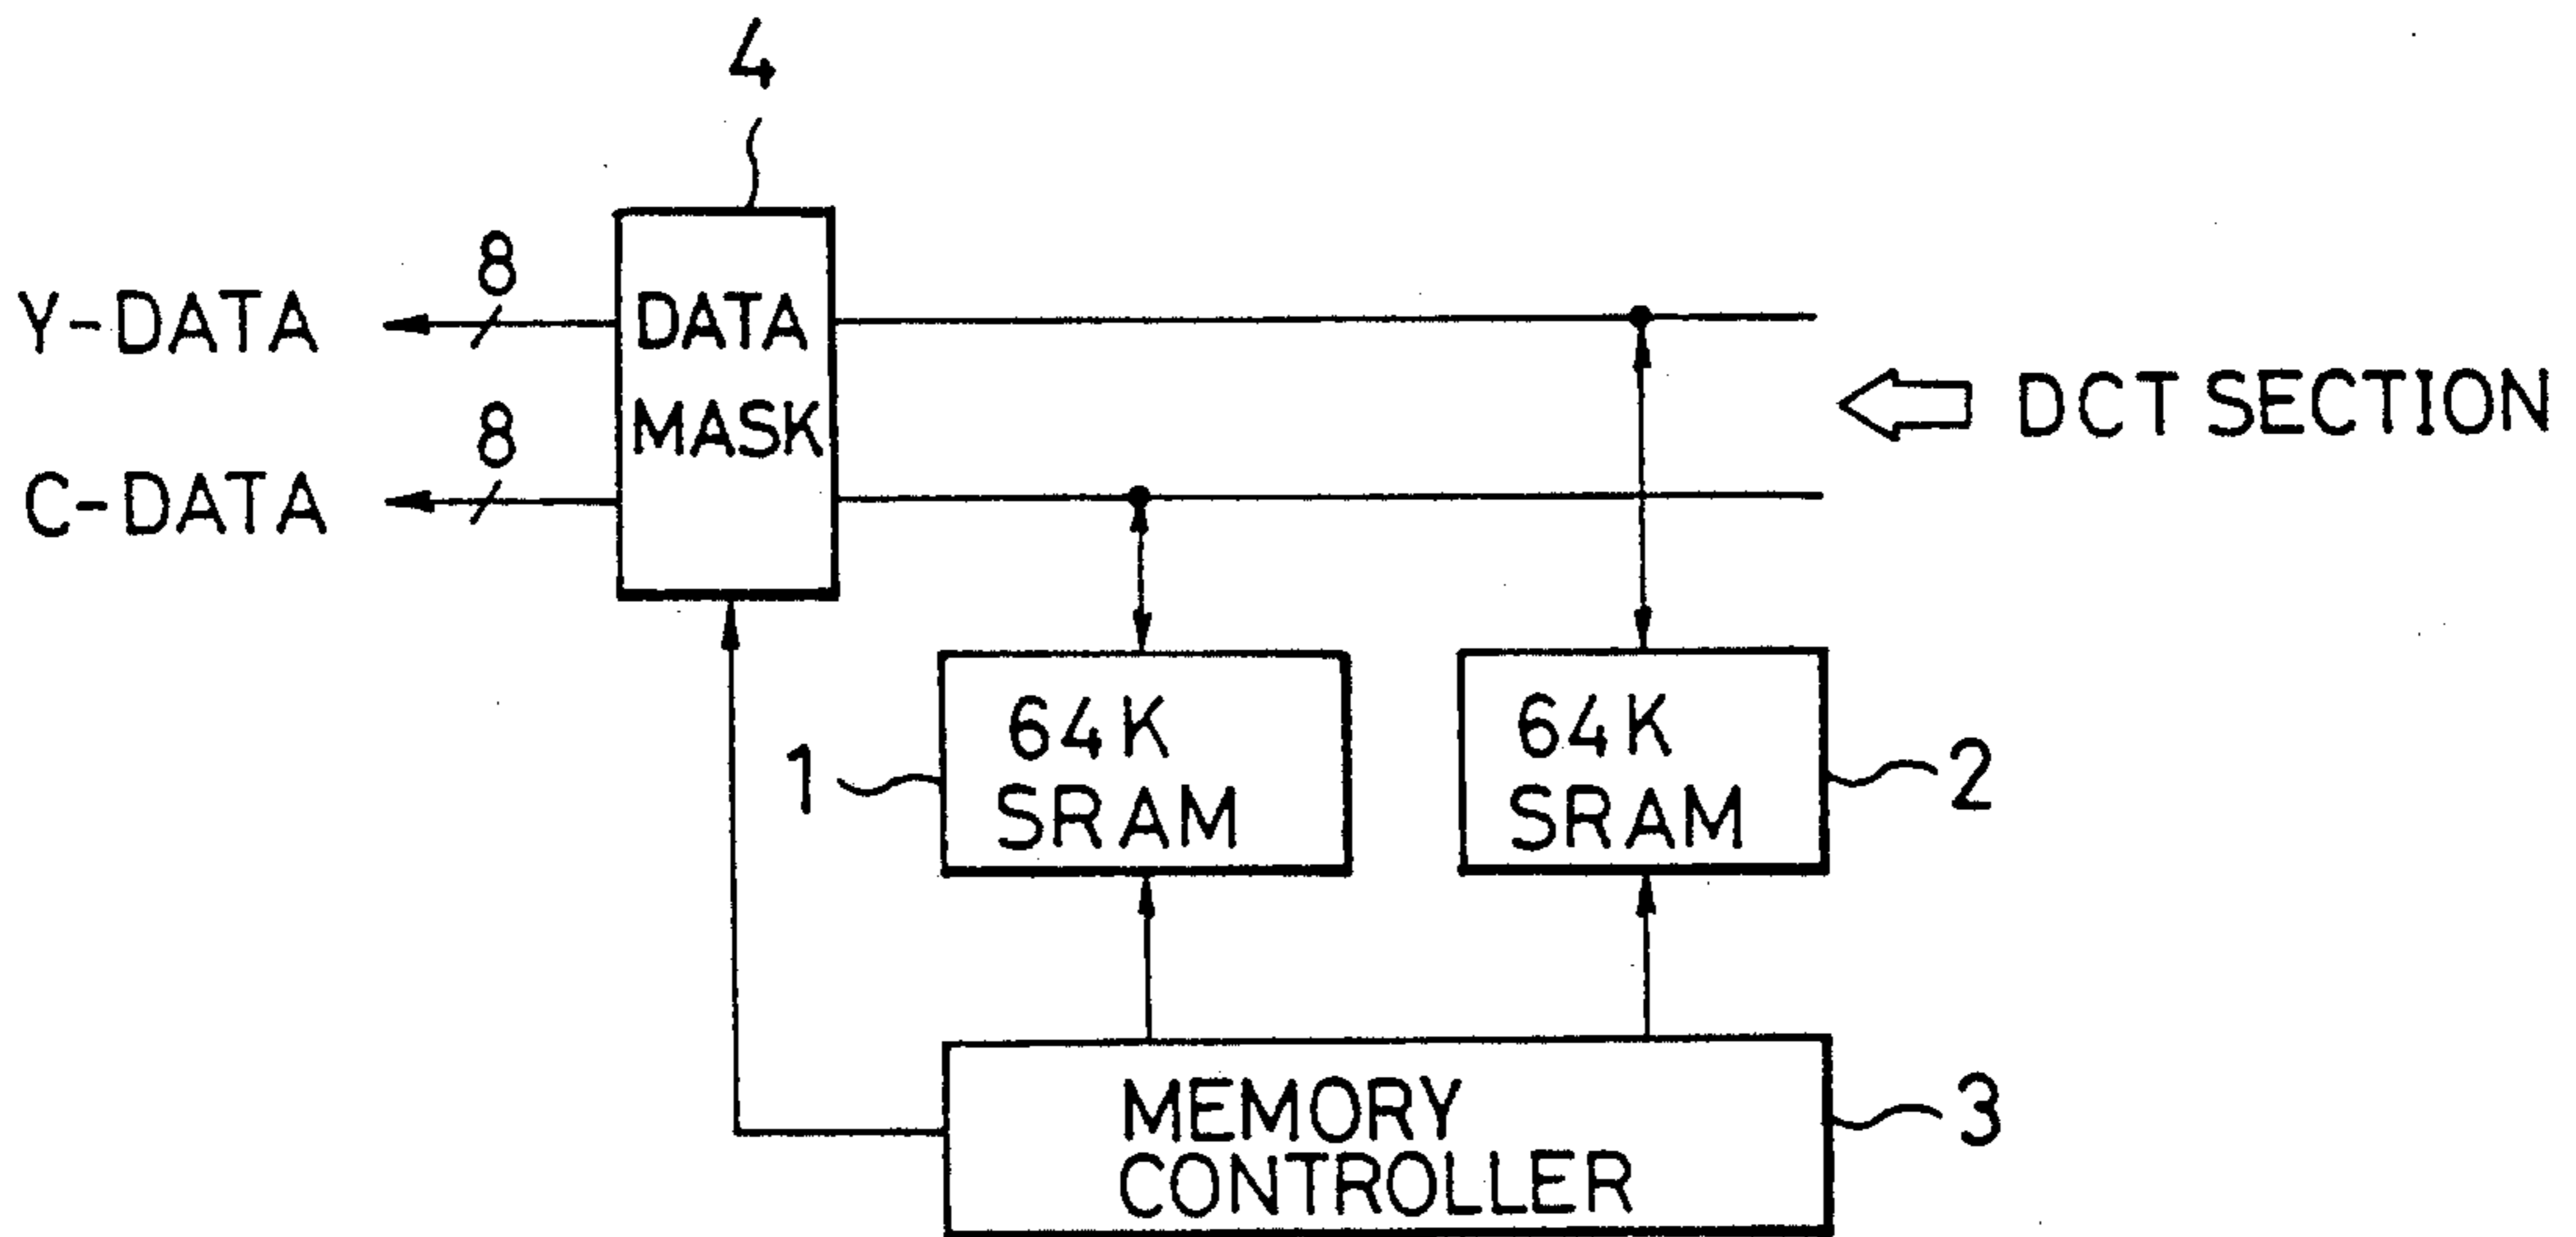 4
8
Y-DATA
DATA
MASK
DCT SECTION
8
C-DATA
64K
SRAM
1
64K
SRAM
2
MEMORY
CONTROLLER
3